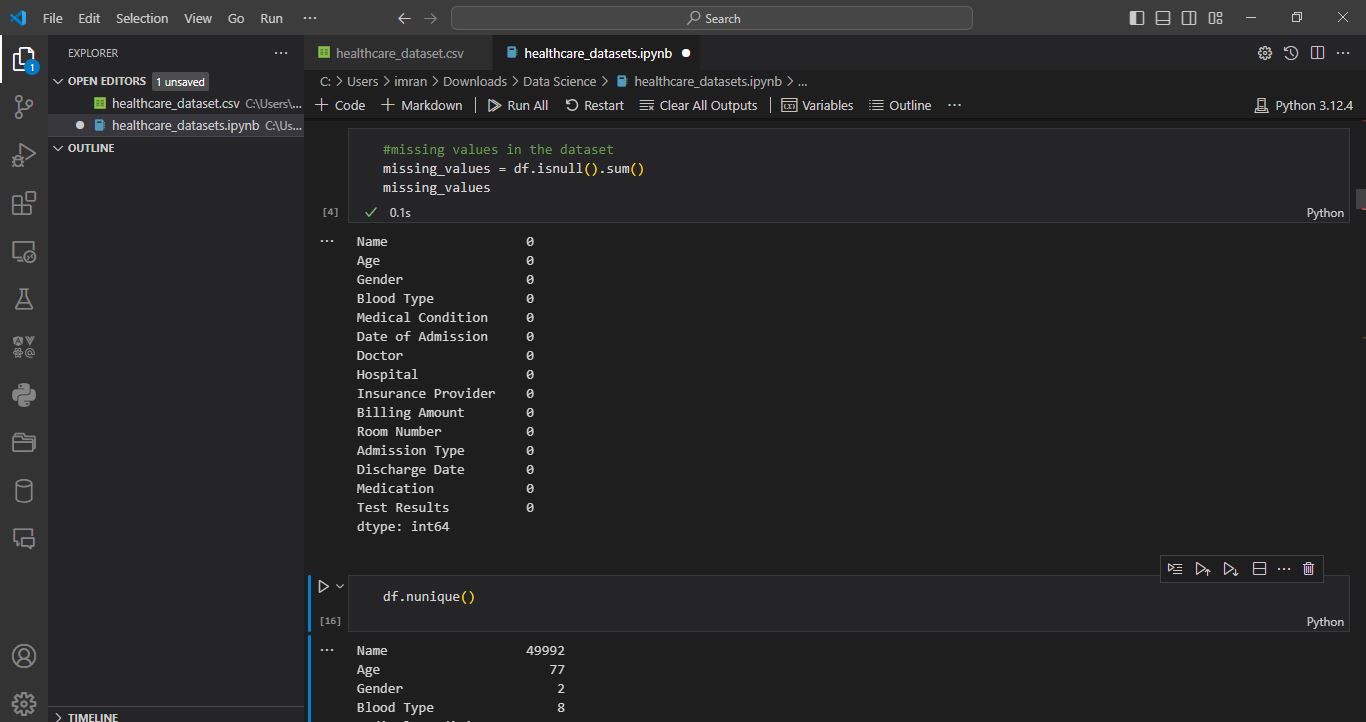 File Edit Selection View Go Run ···
Search
EXPLORER ···
OPEN EDITORS 1 unsaved
healthcare_dataset.csv C:\Users\...
healthcare_datasets.ipynb C:\Us...
OUTLINE
TIMELINE
1
healthcare_dataset.csv
healthcare_datasets.ipynb
C: > Users > imran > Downloads > Data Science > healthcare_datasets.ipynb > ...
+ Code + Markdown Run All Restart Clear All Outputs Variables Outline ···
Python 3.12.4
#missing values in the dataset
missing_values = df.isnull().sum()
missing_values
[4] 0.1s Python
Name 0
Age 0
Gender 0
Blood Type 0
Medical Condition 0
Date of Admission 0
Doctor 0
Hospital 0
Insurance Provider 0
Billing Amount 0
Room Number 0
Admission Type 0
Discharge Date 0
Medication 0
Test Results 0
dtype: int64
df.nunique()
[16] Python
Name 49992
Age 77
Gender 2
Blood Type 8